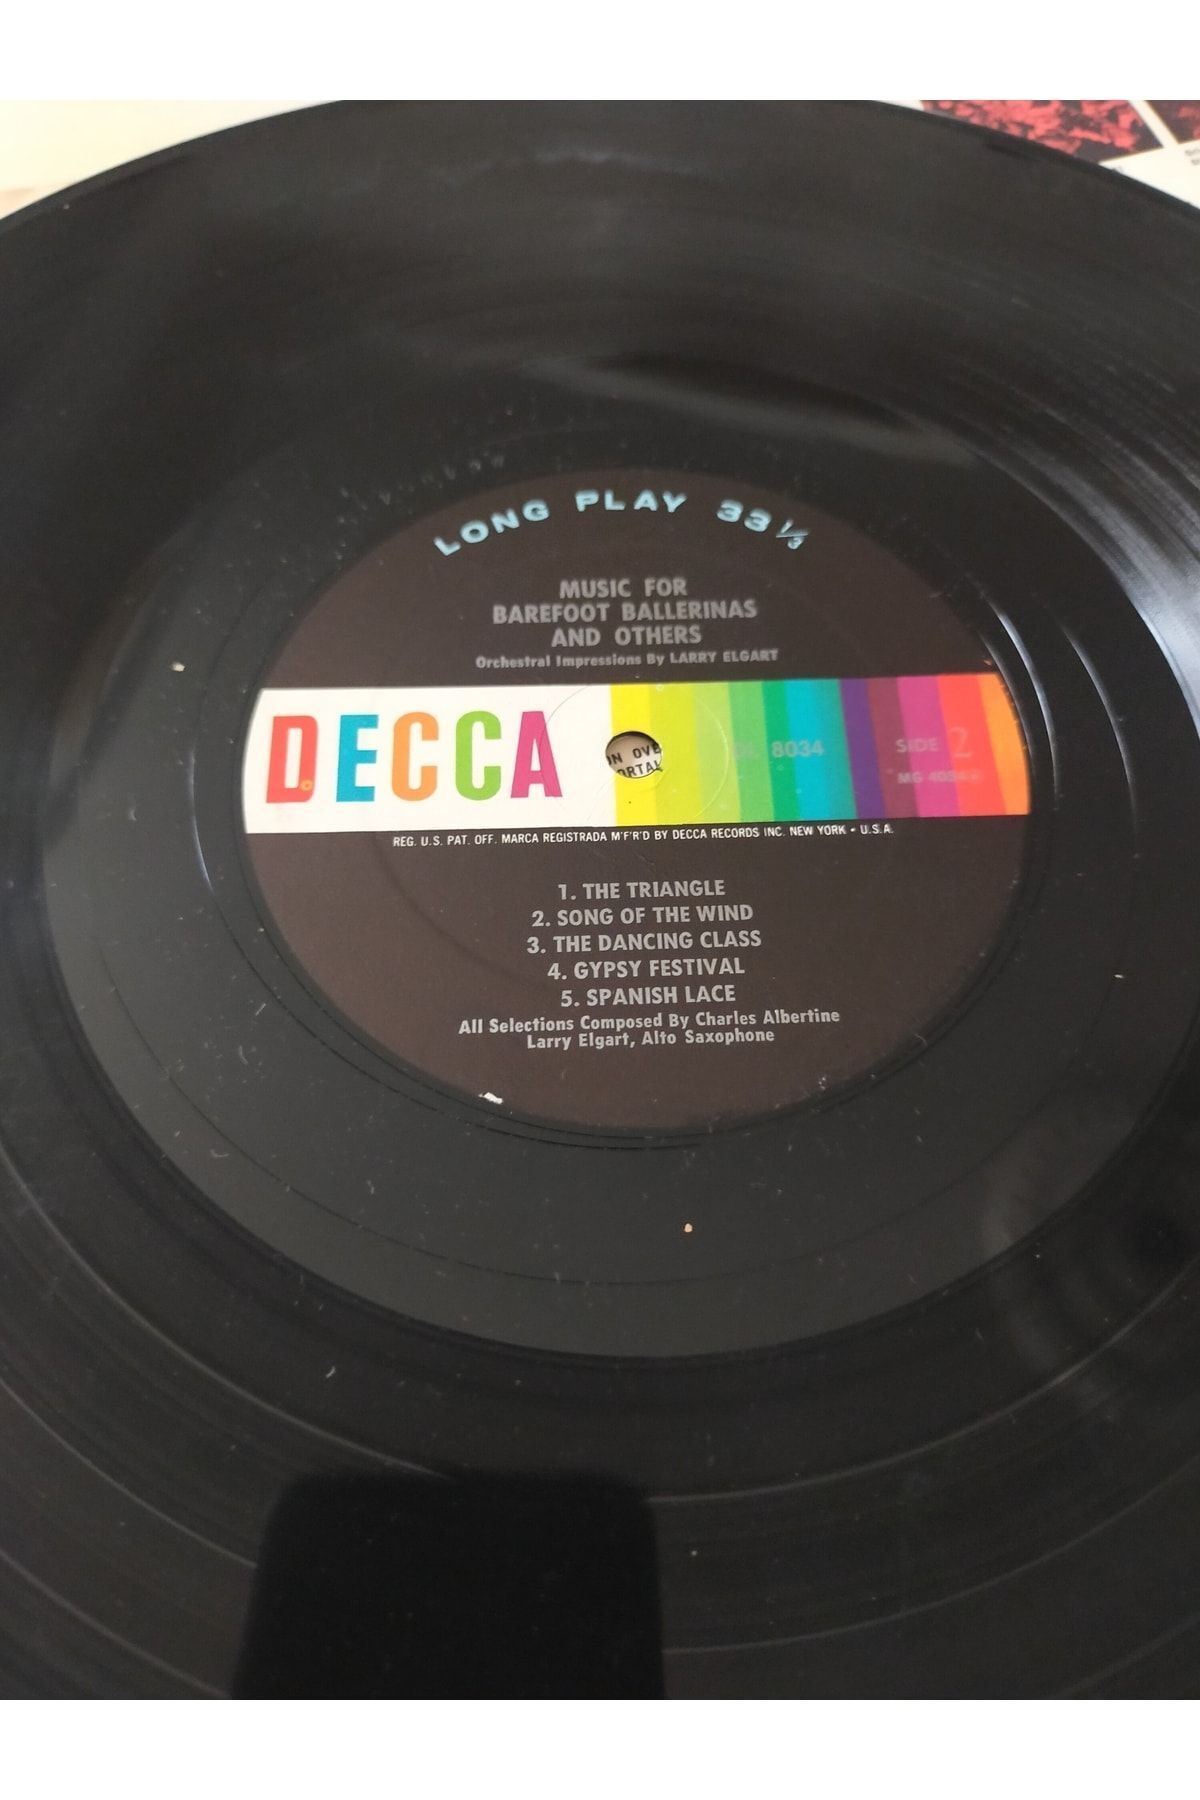 LONG PLAY 33 1/3
MUSIC FOR
BAREFOOT BALLERINAS
AND OTHERS
Orchestral Impressions By LARRY ELGART
DECCA
DL 8034
SIDE 2
REG. U.S. PAT. OFF. MARCA REGISTRADA M'F'R'D BY DECCA RECORDS INC. NEW YORK • U.S.A.
1. THE TRIANGLE
2. SONG OF THE WIND
3. THE DANCING CLASS
4. GYPSY FESTIVAL
5. SPANISH LACE
All Selections Composed By Charles Albertine
Larry Elgart, Alto Saxophone